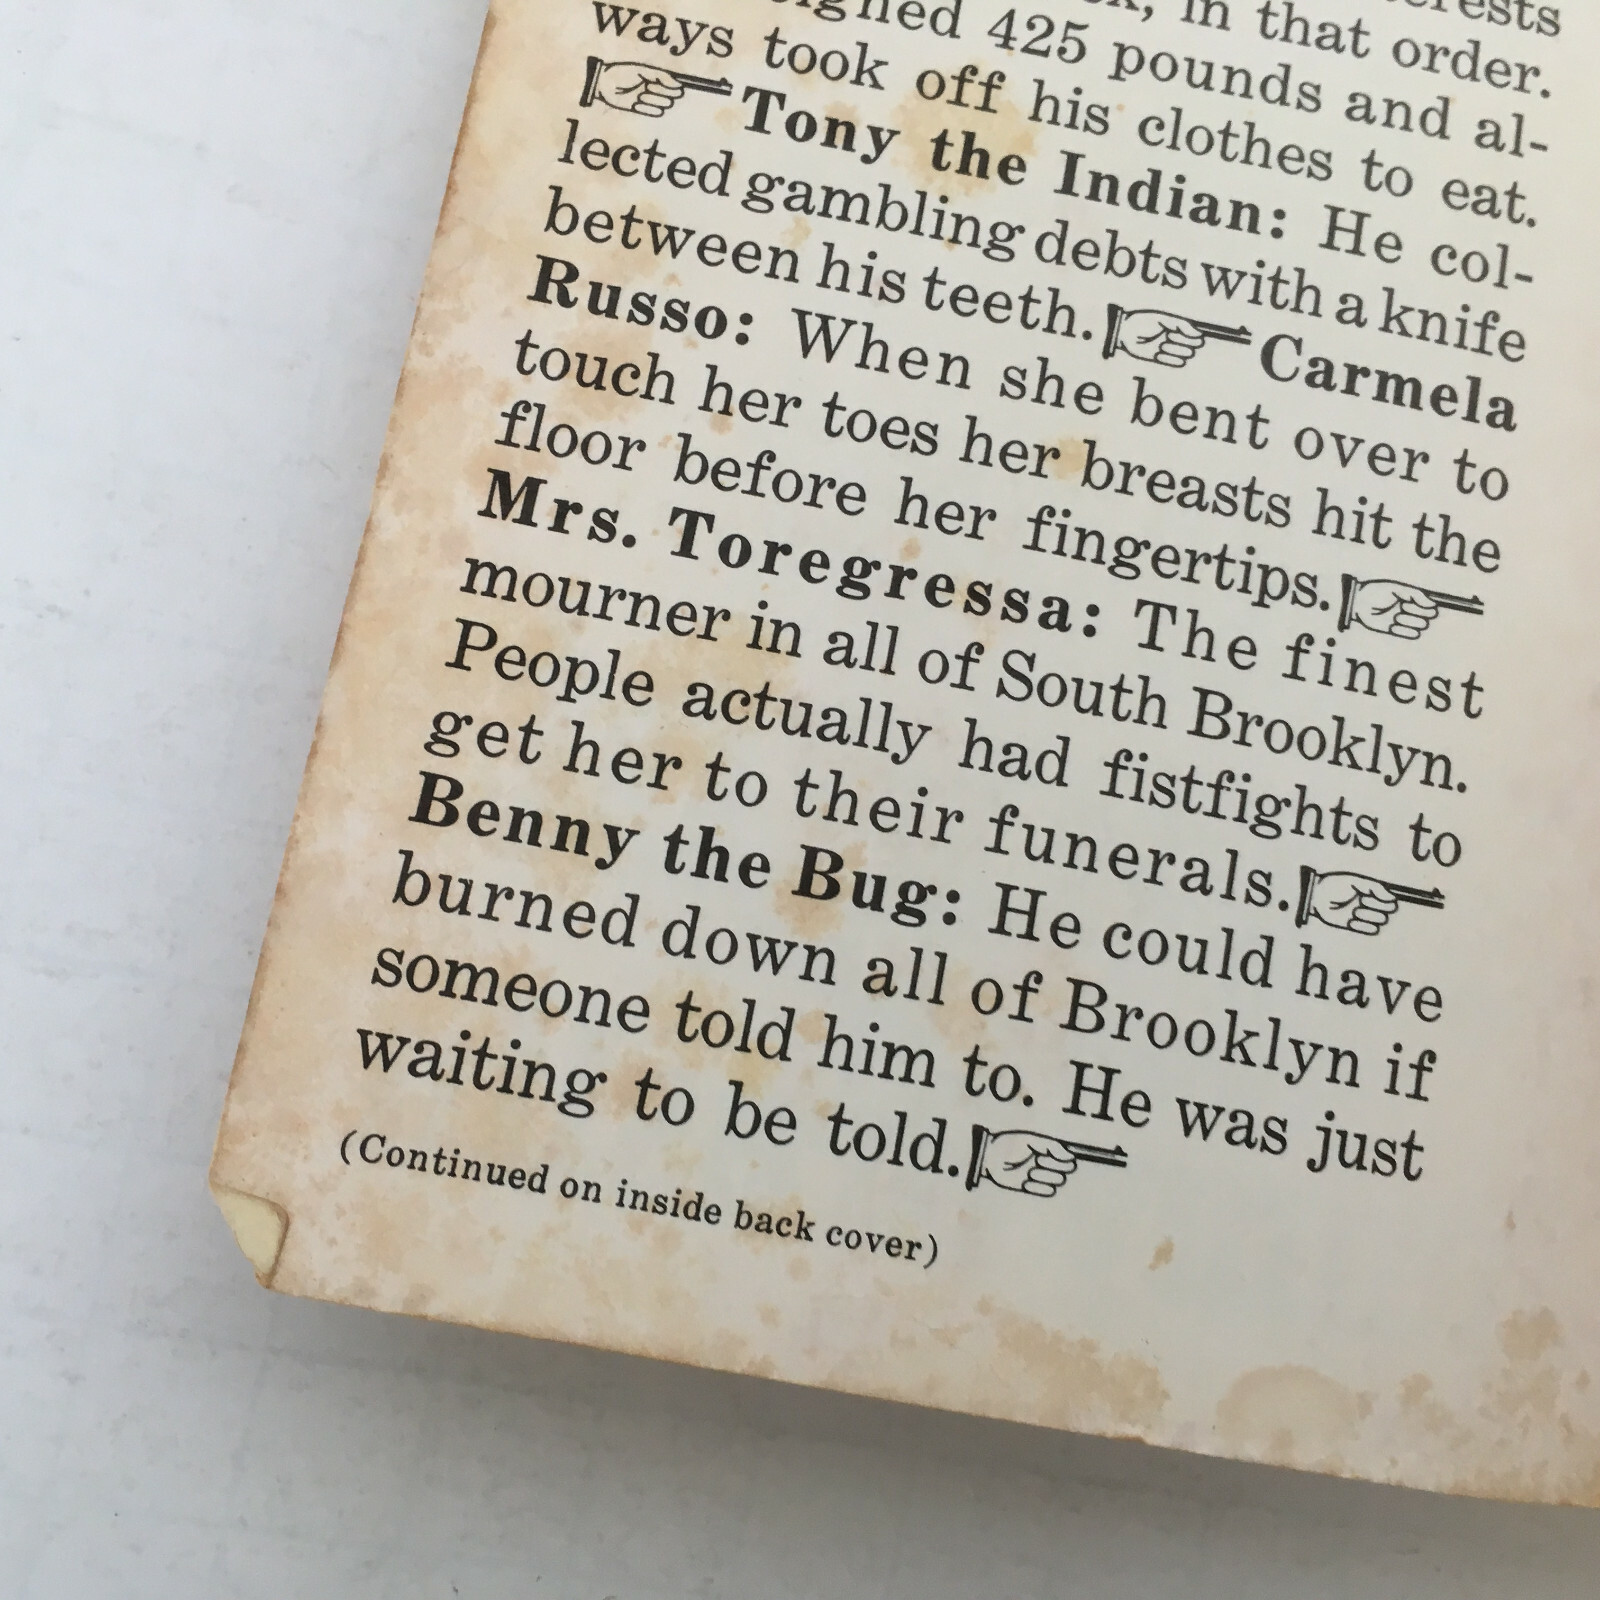 in that order.
425 pounds and al-
ways took off his clothes to eat.
Tony the Indian: He col-
lected gambling debts with a knife
between his teeth. Carmela
Russo: When she bent over to
touch her toes her breasts hit the
floor before her fingertips.
Mrs. Toregressa: The finest
mourner in all of South Brooklyn.
People actually had fistfights to
get her to their funerals.
Benny the Bug: He could have
burned down all of Brooklyn if
someone told him to. He was just
waiting to be told.
(Continued on inside back cover)